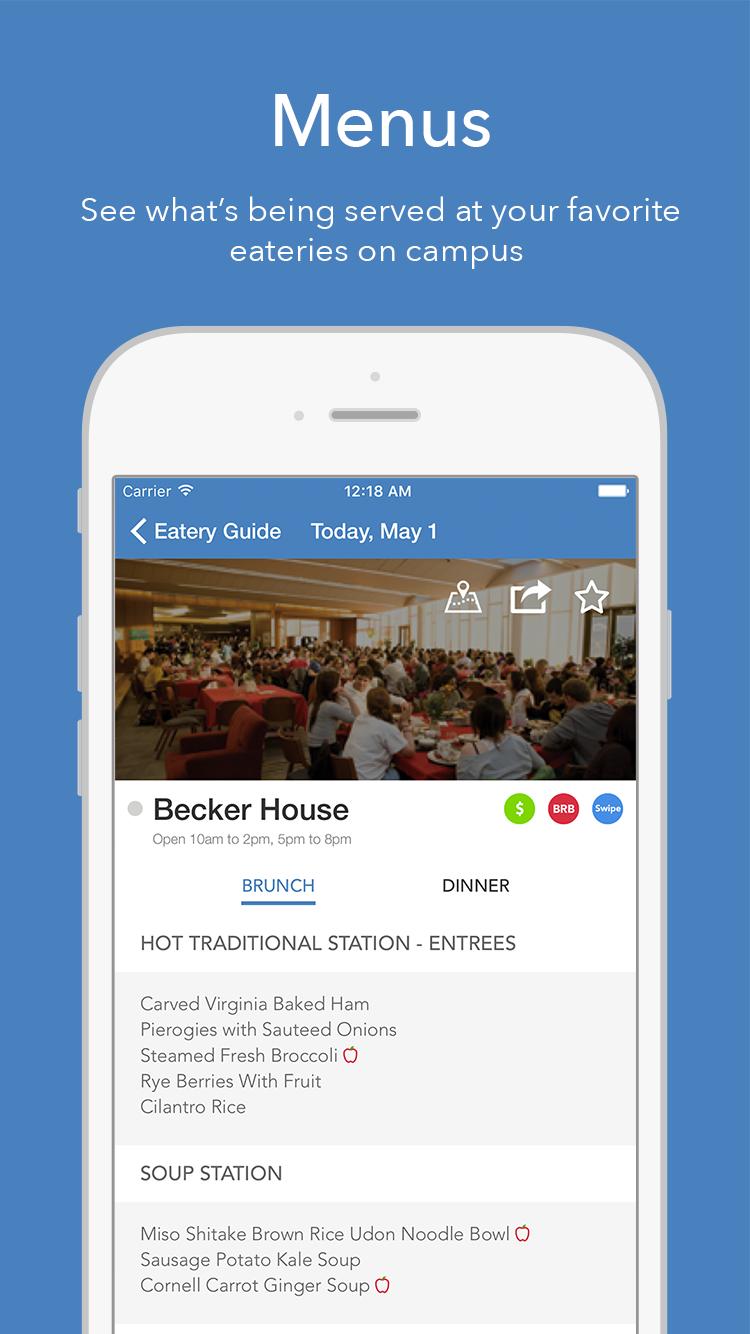 Menus
See what's being served at your favorite
eateries on campus
Carrier 12:18 AM
Eatery Guide Today, May 1
Becker House $ BRB Swipe
Open 10am to 2pm, 5pm to 8pm
BRUNCH DINNER
HOT TRADITIONAL STATION - ENTREES
Carved Virginia Baked Ham
Pierogies with Sauteed Onions
Steamed Fresh Broccoli
Rye Berries With Fruit
Cilantro Rice
SOUP STATION
Miso Shitake Brown Rice Udon Noodle Bowl
Sausage Potato Kale Soup
Cornell Carrot Ginger Soup